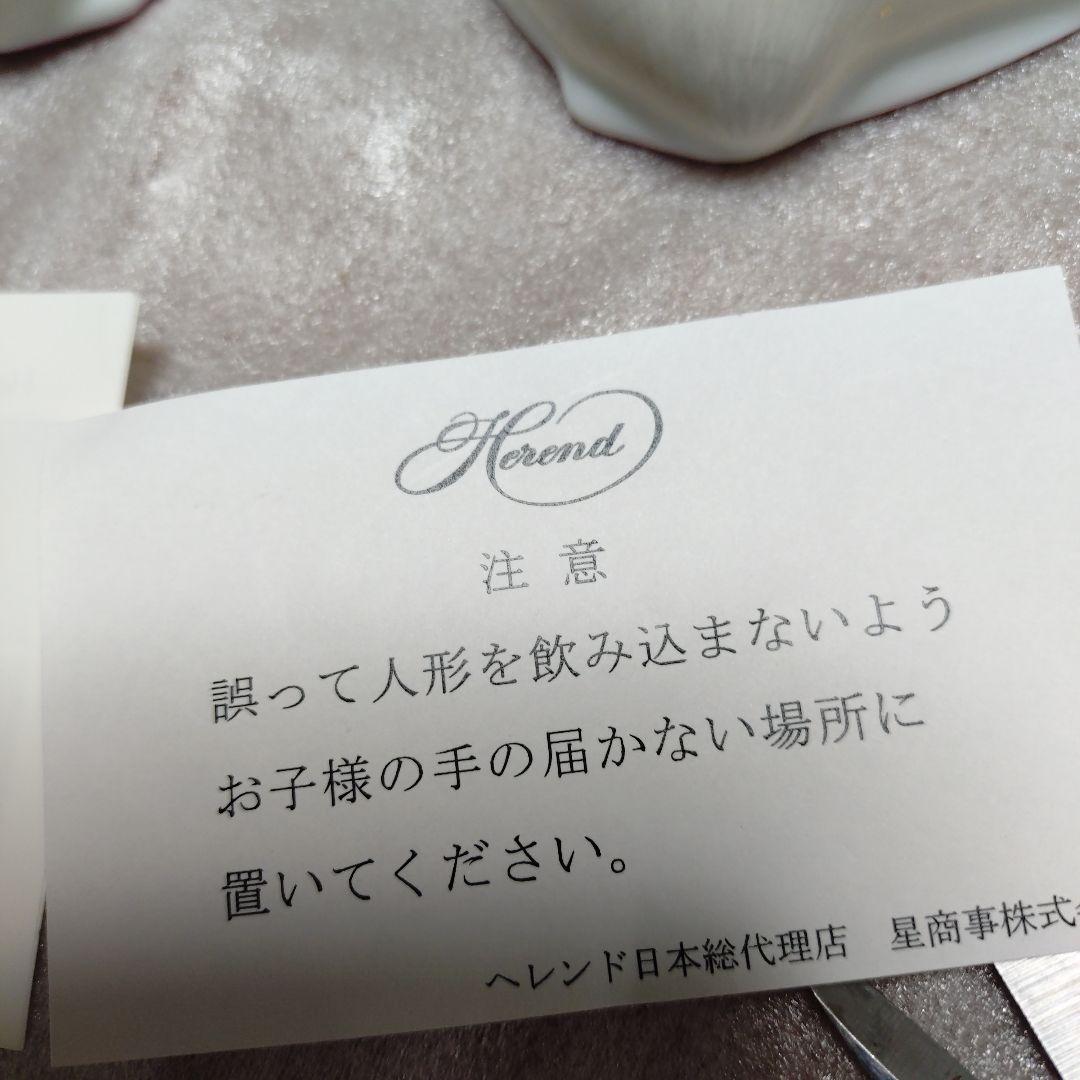 Herend
注 意
誤って人形を飲み込まないよう
お子様の手の届かない場所に
置いてください。
ヘレンド日本総代理店 星商事株式